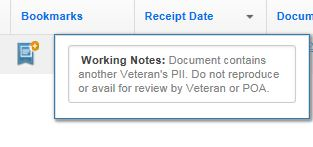 Bookmarks Receipt Date Docum
Working Notes: Document contains
another Veteran's PII. Do not reproduce
or avail for review by Veteran or POA.